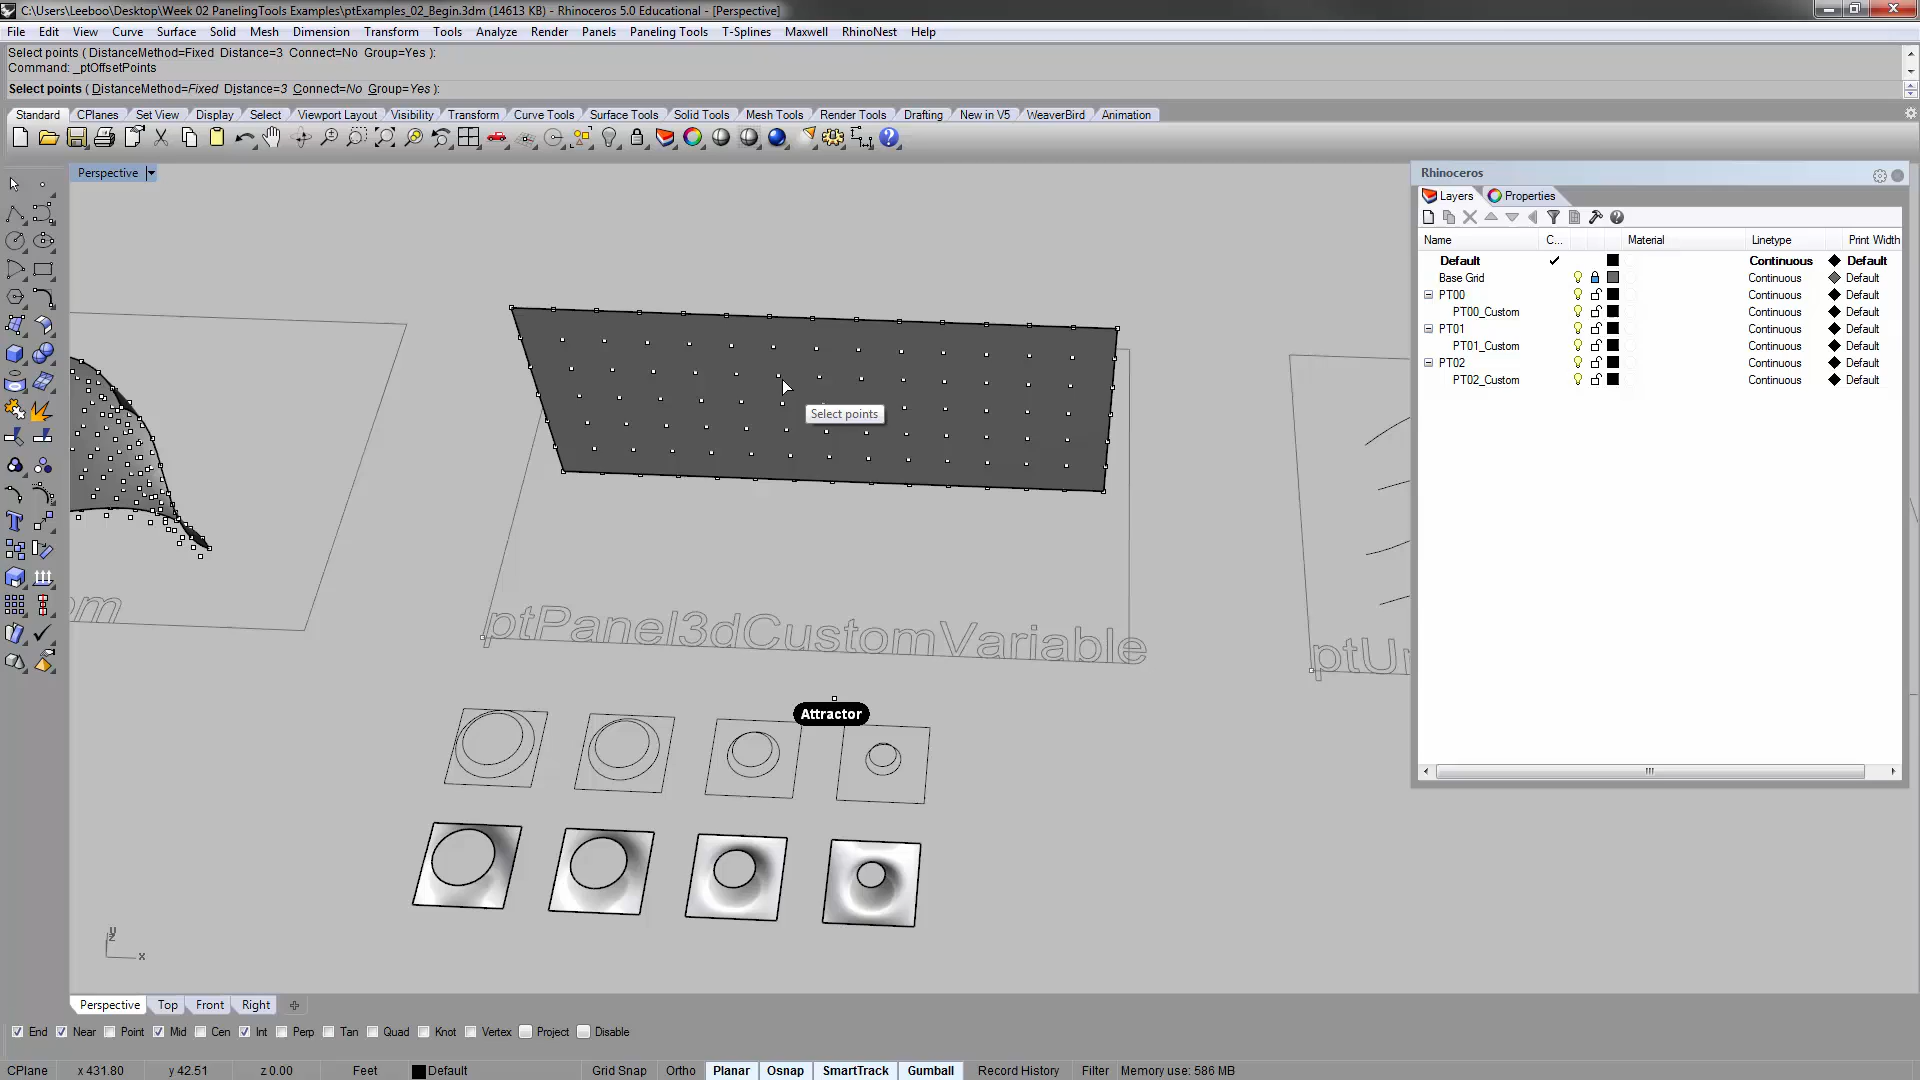 C:\Users\Leeboo\Desktop\Week 02 PanelingTools Examples\ptExamples_02_Begin.3dm (14613 KB) - Rhinoceros 5.0 Educational - [Perspective]
File Edit View Curve Surface Solid Mesh Dimension Transform Tools Analyze Render Panels Paneling Tools T-Splines Maxwell RhinoNest Help
Select points ( DistanceMethod=Fixed Distance=3 Connect=No Group=Yes ):
Command: _ptOffsetPoints
Select points ( DistanceMethod=Fixed Distance=3 Connect=No Group=Yes ):
Standard CPlanes Set View Display Select Viewport Layout Visibility Transform Curve Tools Surface Tools Solid Tools Mesh Tools Render Tools Drafting New in V5 WeaverBird Animation
Perspective
Rhinoceros
Layers Properties
Name C... Material Linetype Print Width
Default Continuous Default
Base Grid Continuous Default
PT00 Continuous Default
PT00_Custom Continuous Default
PT01 Continuous Default
PT01_Custom Continuous Default
PT02 Continuous Default
PT02_Custom Continuous Default
Select points
om
ptPanel3dCustomVariable
ptU
Attractor
y
z
x
Perspective Top Front Right
End Near Point Mid Cen Int Perp Tan Quad Knot Vertex Project Disable
CPlane x 431.80 y 42.51 z 0.00 Feet Default Grid Snap Ortho Planar Osnap SmartTrack Gumball Record History Filter Memory use: 586 MB